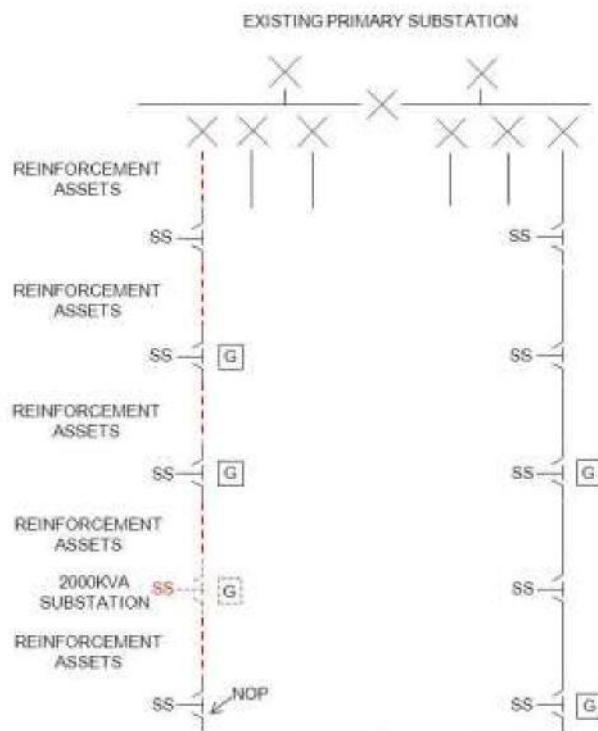 EXISTING PRIMARY SUBSTATION
REINFORCEMENT
ASSETS
SS
SS
REINFORCEMENT
ASSETS
SS
G
SS
REINFORCEMENT
ASSETS
SS
G
SS
G
REINFORCEMENT
ASSETS
2000KVA
SUBSTATION
SS
G
SS
REINFORCEMENT
ASSETS
SS
NOP
SS
G